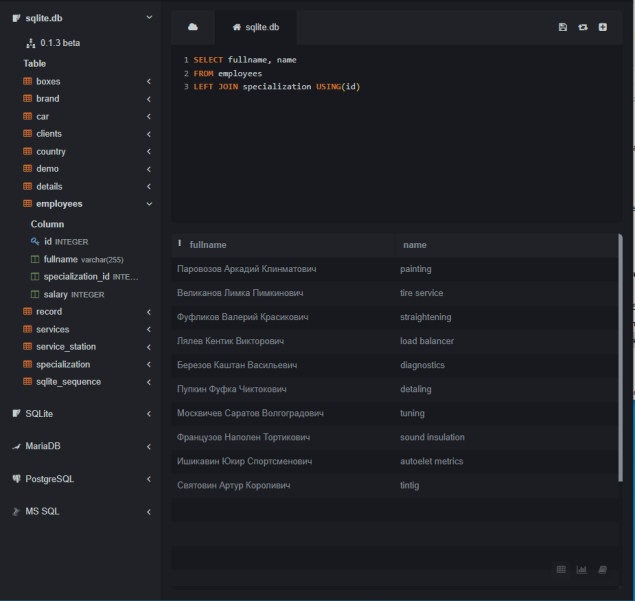 sqlite.db
0.1.3 beta
Table
boxes
brand
car
clients
country
demo
details
employees
Column
id INTEGER
fullname varchar(255)
specialization_id INTE...
salary INTEGER
record
services
service_station
specialization
sqlite_sequence
SQLite
MariaDB
PostgreSQL
MS SQL
sqlite.db
1 SELECT fullname, name
2 FROM employees
3 LEFT JOIN specialization USING(id)
fullname name
Паровозов Аркадий Клинматович painting
Великанов Лимка Пимкинович tire service
Фуфликов Валерий Красикович straightening
Лялев Кентик Викторович load balancer
Березов Каштан Васильевич diagnostics
Пупкин Фуфка Чиктокович detaling
Москвичев Саратов Волгоградович tuning
Французов Наполен Тортикович sound insulation
Ишикавин Юкир Спортсменович autoelet metrics
Святовин Артур Королиvич tintig